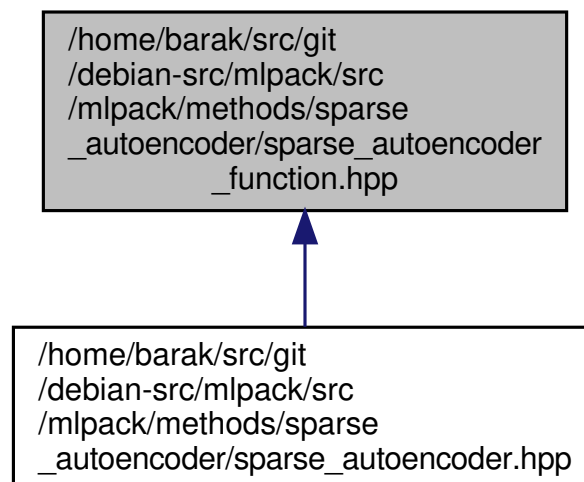 /home/barak/src/git
/debian-src/mlpack/src
/mlpack/methods/sparse
_autoencoder/sparse_autoencoder
_function.hpp
/home/barak/src/git
/debian-src/mlpack/src
/mlpack/methods/sparse
_autoencoder/sparse_autoencoder.hpp